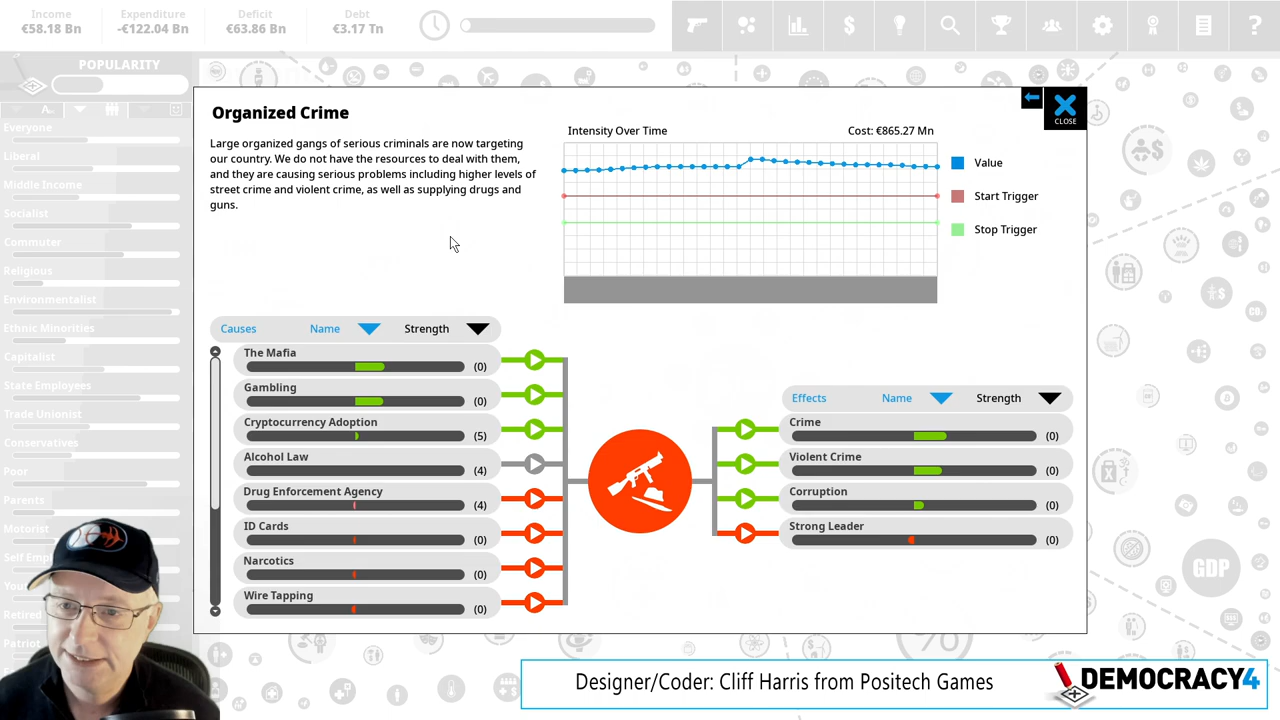 Income Expenditure Deficit Debt
€58.18 Bn -€122.04 Bn €63.86 Bn €3.17 Tn
POPULARITY
Everyone
Liberal
Middle Income
Socialist
Commuter
Religious
Environmentalist
Ethnic Minorities
Capitalist
State Employees
Trade Unionist
Conservatives
Poor
Parents
Motorist
Self Emp
You
Retired
Patriot
Organized Crime
Large organized gangs of serious criminals are now targeting
our country. We do not have the resources to deal with them,
and they are causing serious problems including higher levels of
street crime and violent crime, as well as supplying drugs and
guns.
Intensity Over Time Cost: €865.27 Mn
Value
Start Trigger
Stop Trigger
CLOSE
Causes Name Strength
The Mafia (0)
Gambling (0)
Cryptocurrency Adoption (5)
Alcohol Law (4)
Drug Enforcement Agency (4)
ID Cards (0)
Narcotics (0)
Wire Tapping (0)
Effects Name Strength
Crime (0)
Violent Crime (0)
Corruption (0)
Strong Leader (0)
GDP
Designer/Coder: Cliff Harris from Positech Games
DEMOCRACY4